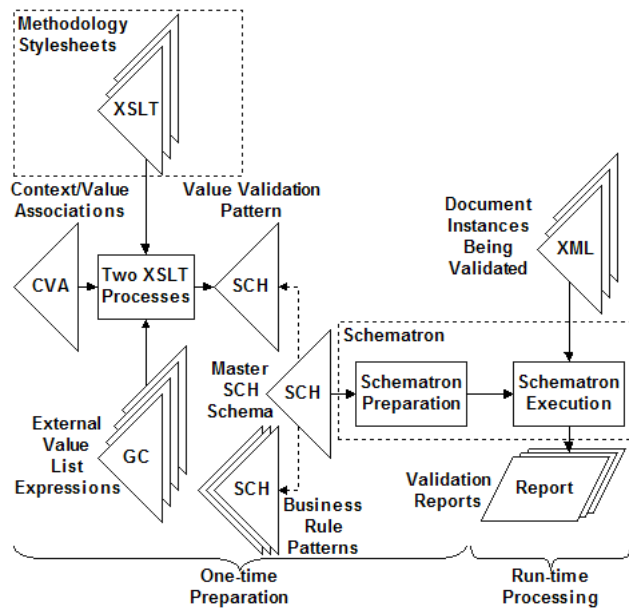 Methodology
Stylesheets
XSLT
Context/Value
Associations
Value Validation
Pattern
CVA
Two XSLT
Processes
SCH
Document
Instances
Being
Validated
XML
Schematron
Master
SCH
Schema
SCH
Schematron
Preparation
Schematron
Execution
External
Value
List
Expressions
GC
SCH
Business
Rule
Patterns
Validation
Reports
Report
One-time
Preparation
Run-time
Processing